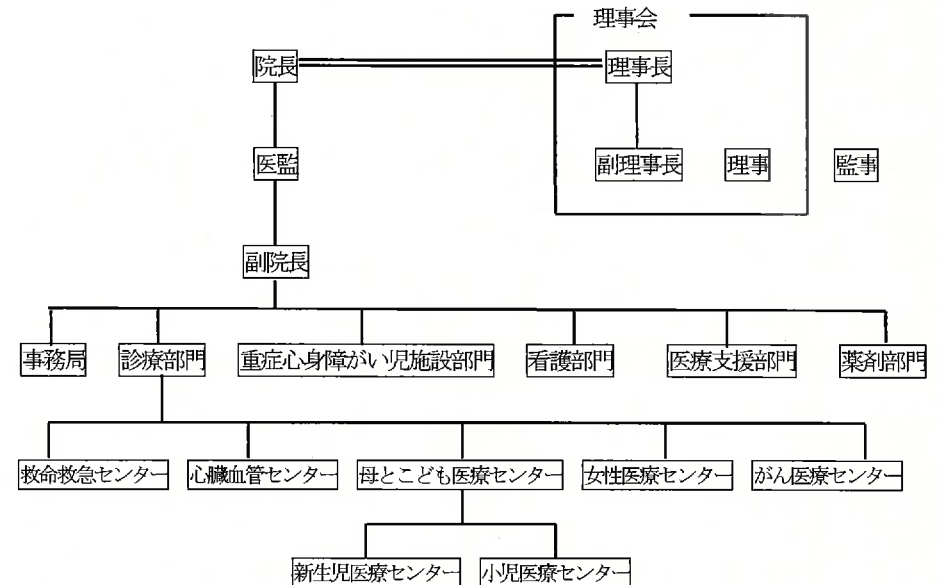 理事会
院長 理事長
医監 副理事長 理事 監事
副院長
事務局 診療部門 重症心身障がい児施設部門 看護部門 医療支援部門 薬剤部門
救命救急センター 心臓血管センター 母とこども医療センター 女性医療センター がん医療センター
新生児医療センター 小児医療センター